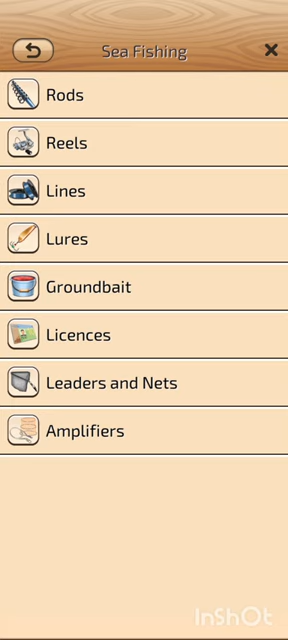 Sea Fishing
Rods
Reels
Lines
Lures
Groundbait
Licences
Leaders and Nets
Amplifiers
InShOt